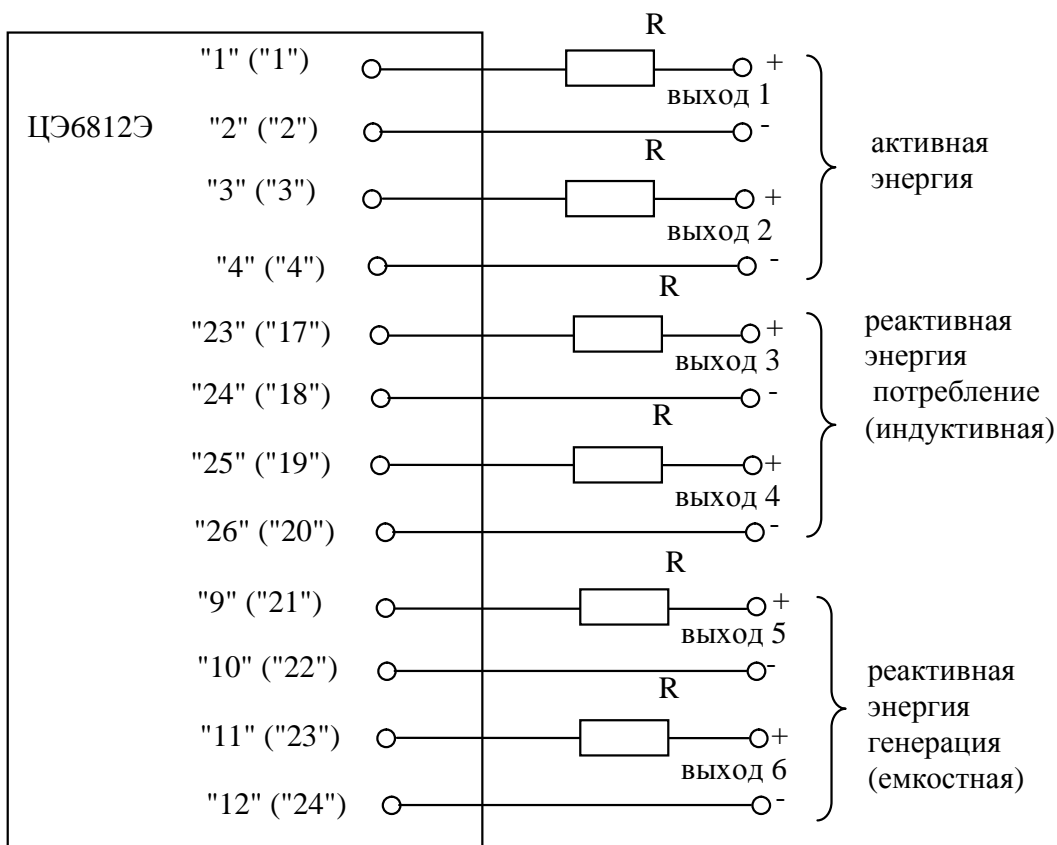 R
"1" ("1")
+
выход 1
ЦЭ6812Э
"2" ("2")
-
активная
энергия
R
"3" ("3")
+
выход 2
"4" ("4")
-
R
"23" ("17")
+
выход 3
реактивная
энергия
потребление
(индуктивная)
"24" ("18")
-
R
"25" ("19")
+
выход 4
"26" ("20")
-
R
"9" ("21")
+
выход 5
"10" ("22")
-
реактивная
энергия
генерация
(емкостная)
R
"11" ("23")
+
выход 6
"12" ("24")
-